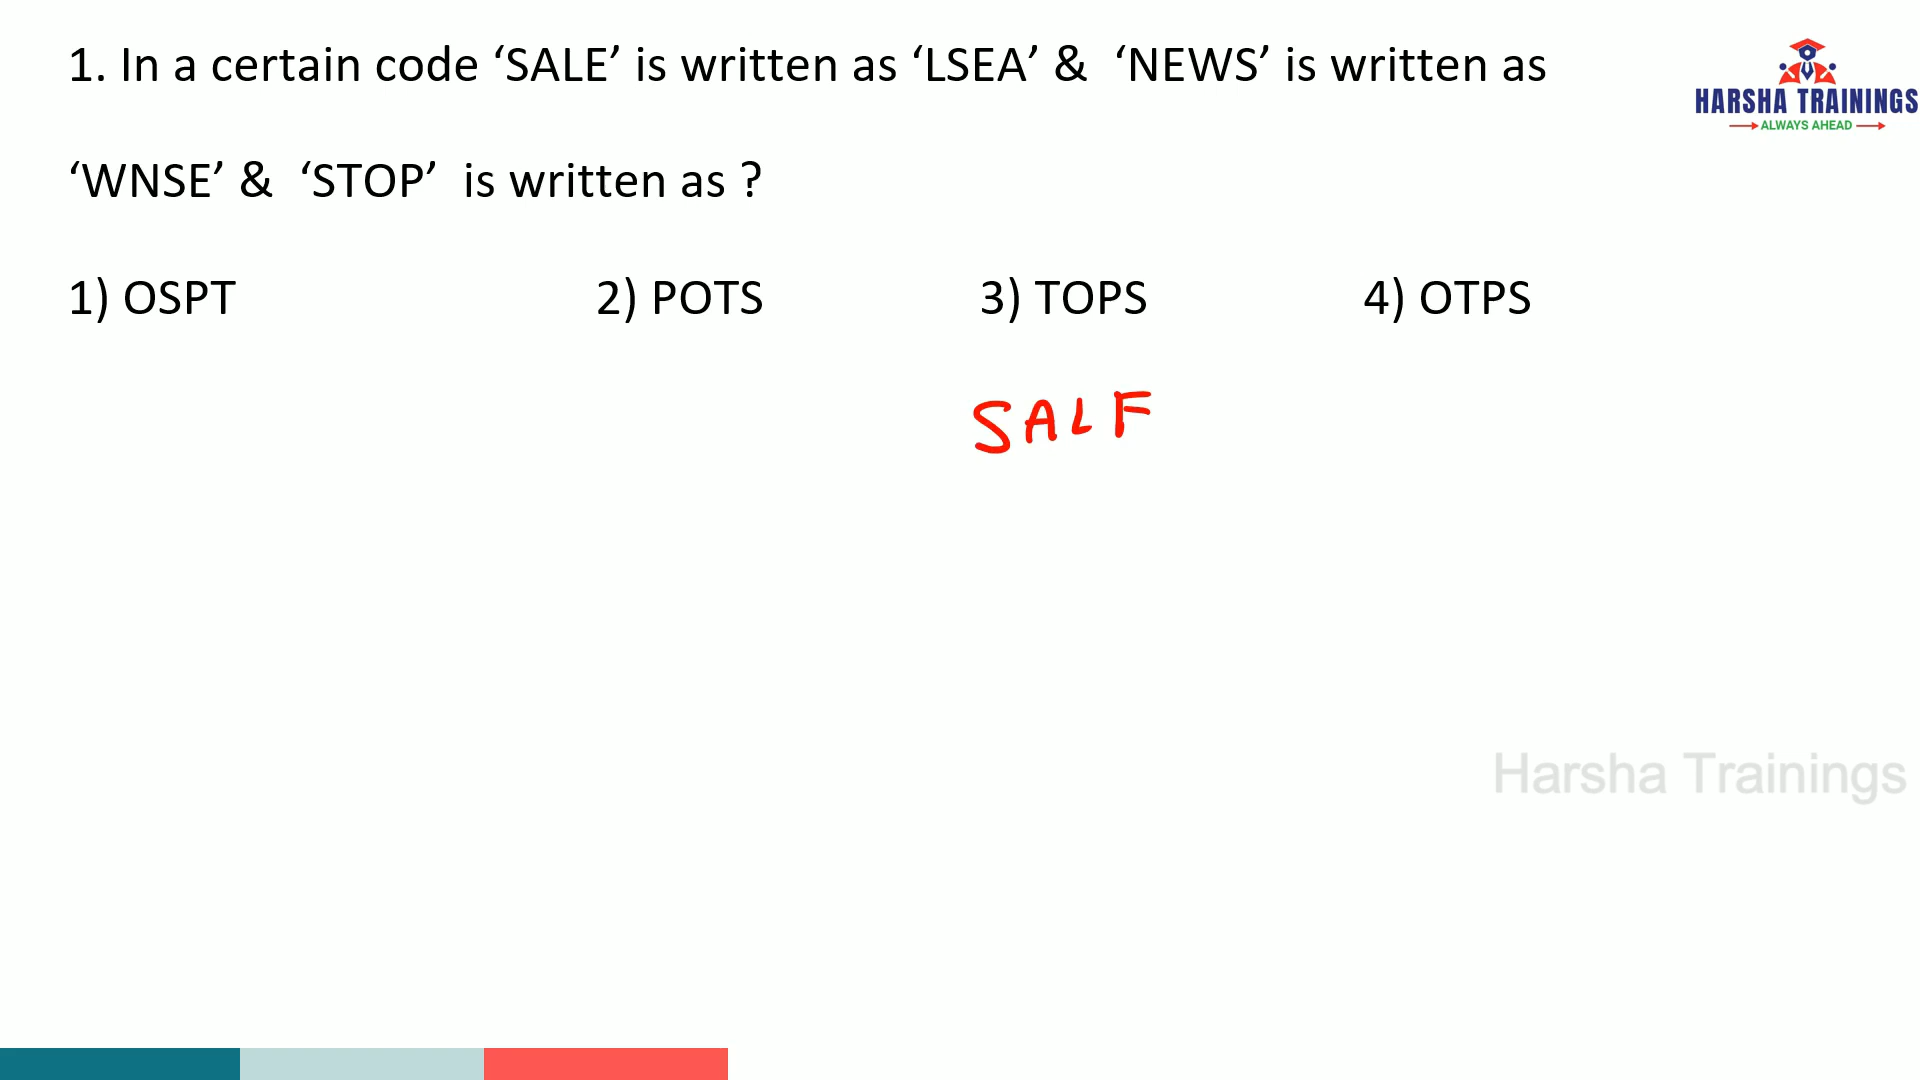 1. In a certain code ‘SALE’ is written as ‘LSEA’ & ‘NEWS’ is written as
HARSHA TRAININGS
ALWAYS AHEAD
‘WNSE’ & ‘STOP’ is written as ?
1) OSPT 2) POTS 3) TOPS 4) OTPS
SALF
Harsha Trainings